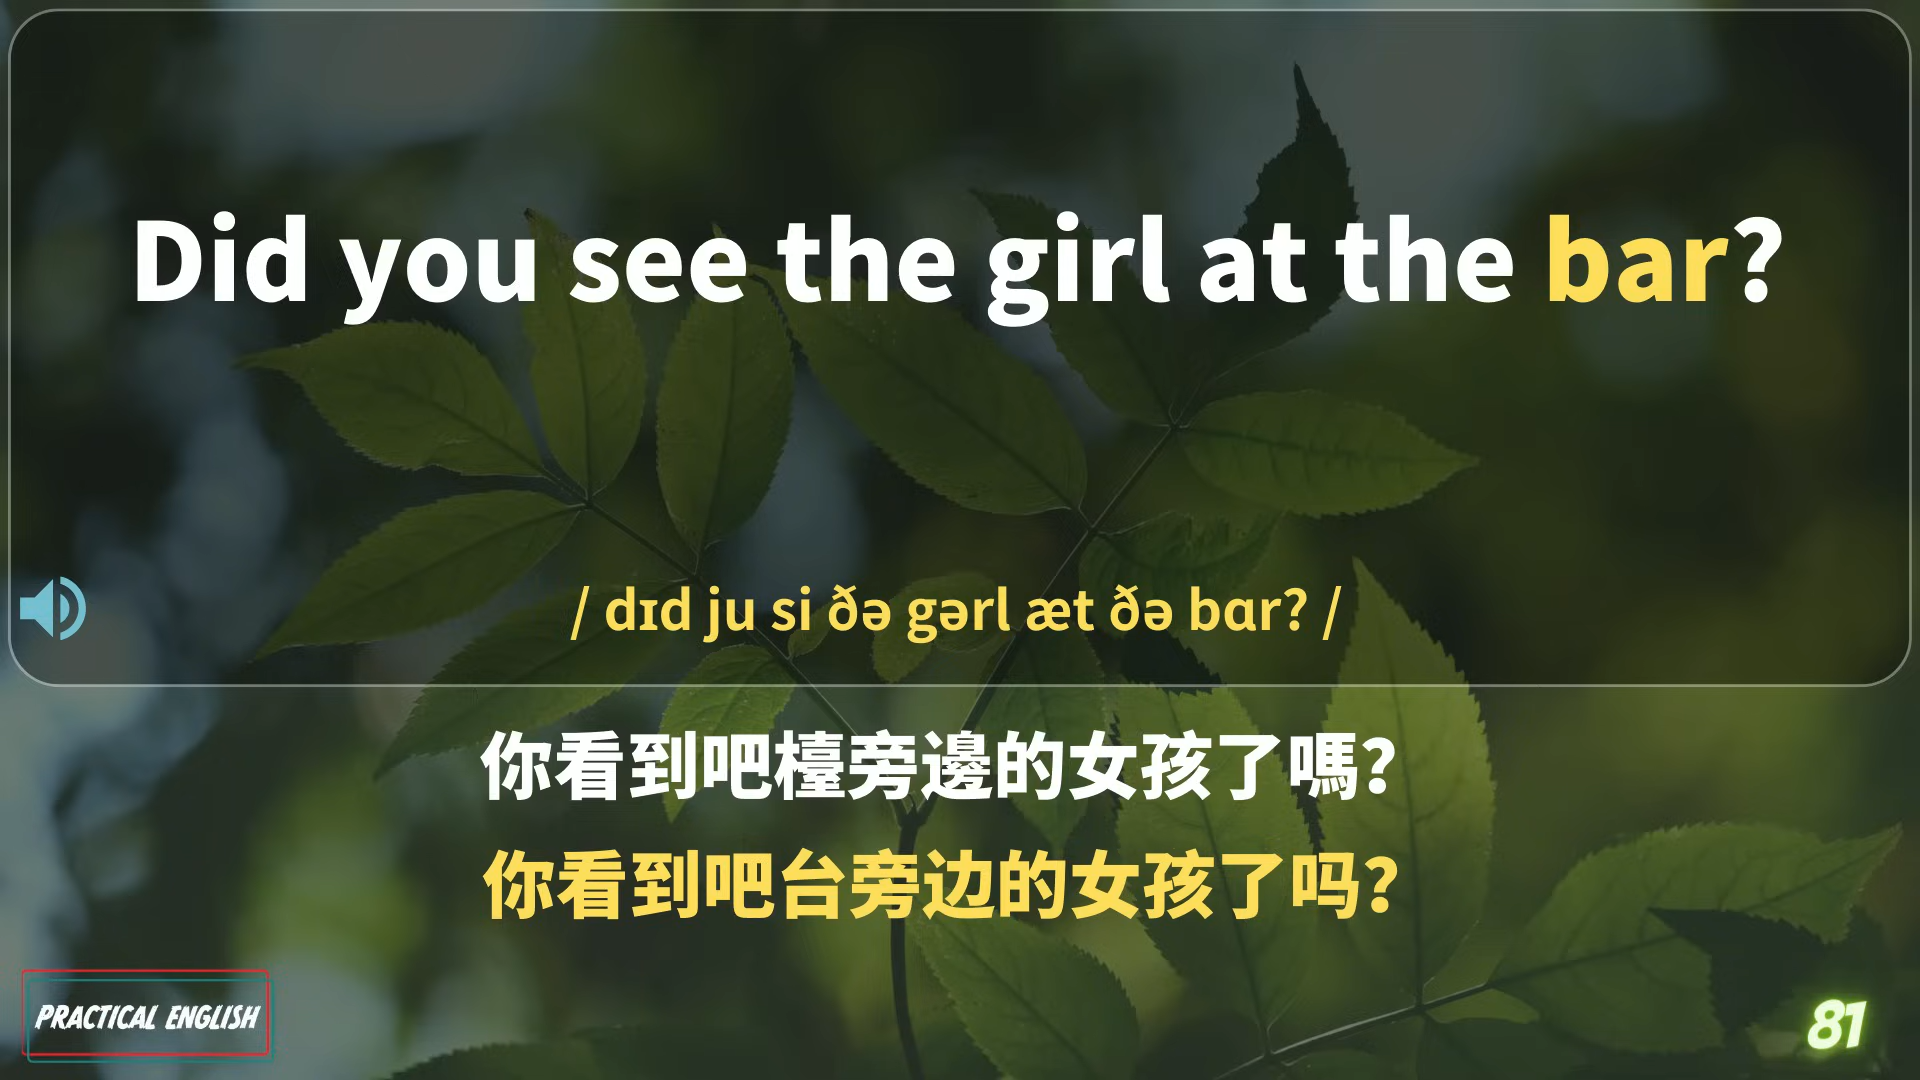 Did you see the girl at the bar?
/ dɪd ju si ðə gərl æt ðə bɑr? /
你看到吧檯旁邊的女孩了嗎？
你看到吧台旁边的女孩了吗？
PRACTICAL ENGLISH
81